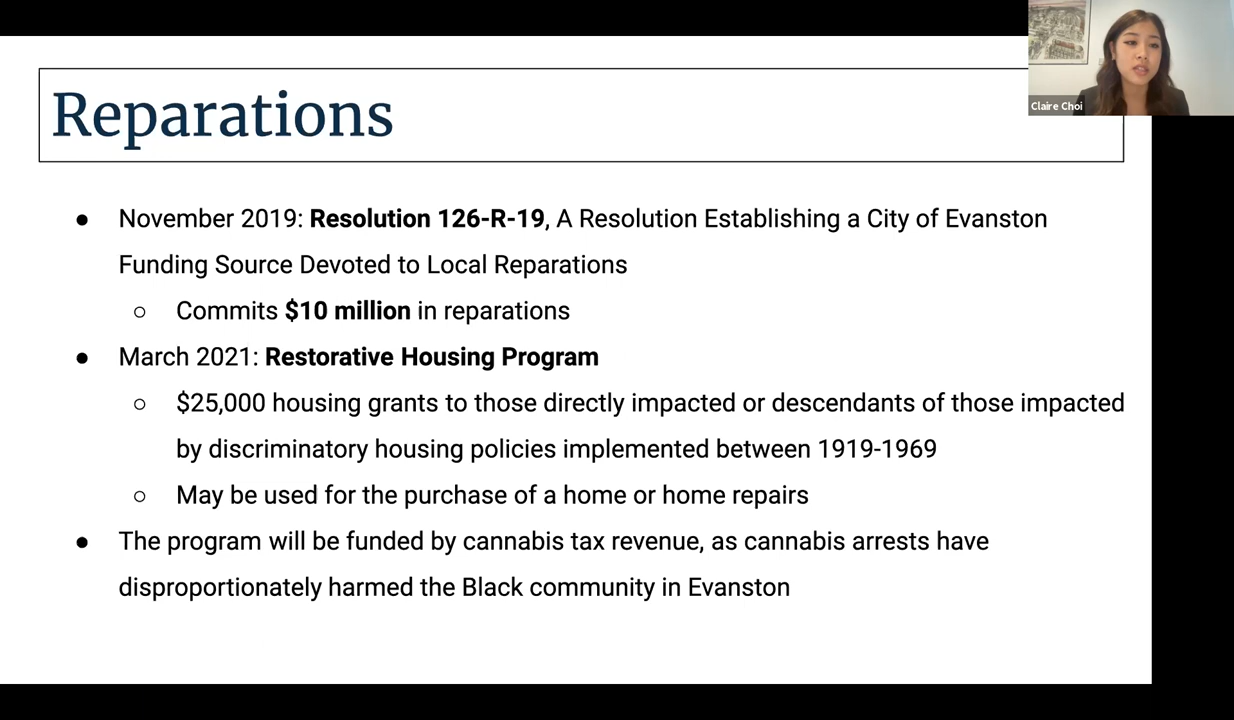 Claire Choi
Reparations
● November 2019: Resolution 126-R-19, A Resolution Establishing a City of Evanston
Funding Source Devoted to Local Reparations
○ Commits $10 million in reparations
● March 2021: Restorative Housing Program
○ $25,000 housing grants to those directly impacted or descendants of those impacted
by discriminatory housing policies implemented between 1919-1969
○ May be used for the purchase of a home or home repairs
● The program will be funded by cannabis tax revenue, as cannabis arrests have
disproportionately harmed the Black community in Evanston